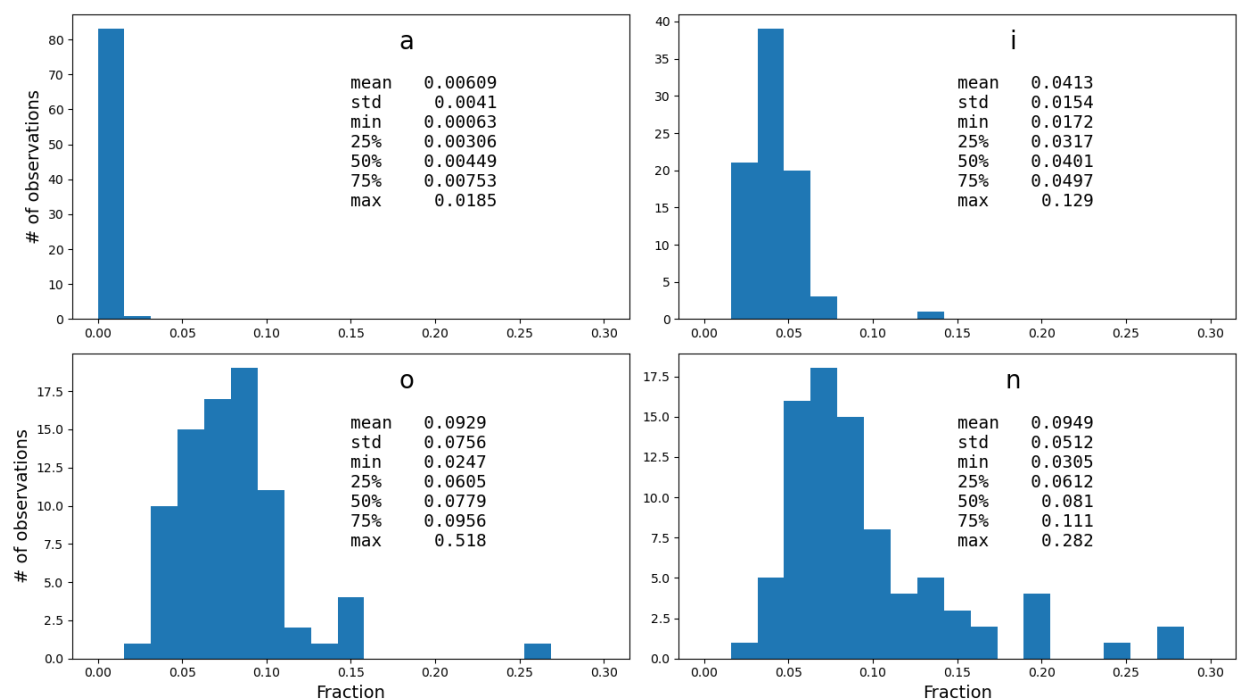 a
mean 0.00609
std 0.0041
min 0.00063
25% 0.00306
50% 0.00449
75% 0.00753
max 0.0185
# of observations
80
70
60
50
40
30
20
10
0
0.00 0.05 0.10 0.15 0.20 0.25 0.30
i
mean 0.0413
std 0.0154
min 0.0172
25% 0.0317
50% 0.0401
75% 0.0497
max 0.129
40
35
30
25
20
15
10
5
0
0.00 0.05 0.10 0.15 0.20 0.25 0.30
o
mean 0.0929
std 0.0756
min 0.0247
25% 0.0605
50% 0.0779
75% 0.0956
max 0.518
# of observations
17.5
15.0
12.5
10.0
7.5
5.0
2.5
0.0
0.00 0.05 0.10 0.15 0.20 0.25 0.30
Fraction
n
mean 0.0949
std 0.0512
min 0.0305
25% 0.0612
50% 0.081
75% 0.111
max 0.282
17.5
15.0
12.5
10.0
7.5
5.0
2.5
0.0
0.00 0.05 0.10 0.15 0.20 0.25 0.30
Fraction